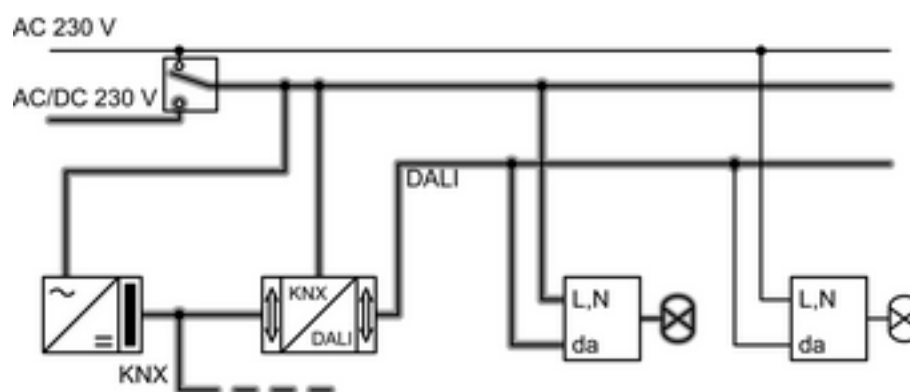 AC 230 V
AC/DC 230 V
DALI
KNX
DALI
L,N
da
L,N
da
KNX